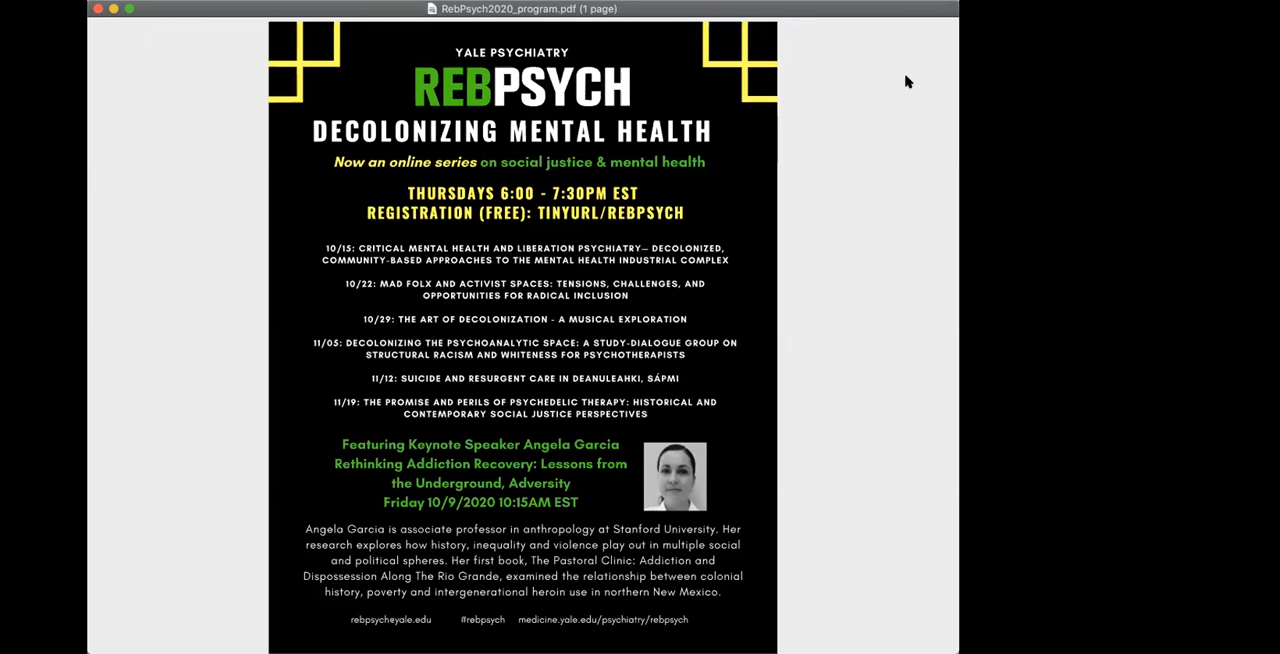 RebPsych2020_program.pdf (1 page)
YALE PSYCHIATRY
REBPSYCH
DECOLONIZING MENTAL HEALTH
Now an online series on social justice & mental health
THURSDAYS 6:00 - 7:30PM EST
REGISTRATION (FREE): TINYURL/REBPSYCH
10/15: CRITICAL MENTAL HEALTH AND LIBERATION PSYCHIATRY— DECOLONIZED,
COMMUNITY-BASED APPROACHES TO THE MENTAL HEALTH INDUSTRIAL COMPLEX
10/22: MAD FOLX AND ACTIVIST SPACES: TENSIONS, CHALLENGES, AND
OPPORTUNITIES FOR RADICAL INCLUSION
10/29: THE ART OF DECOLONIZATION - A MUSICAL EXPLORATION
11/05: DECOLONIZING THE PSYCHOANALYTIC SPACE: A STUDY-DIALOGUE GROUP ON
STRUCTURAL RACISM AND WHITENESS FOR PSYCHOTHERAPISTS
11/12: SUICIDE AND RESURGENT CARE IN DEANULEAHKI, SÁPMI
11/19: THE PROMISE AND PERILS OF PSYCHEDELIC THERAPY: HISTORICAL AND
CONTEMPORARY SOCIAL JUSTICE PERSPECTIVES
Featuring Keynote Speaker Angela Garcia
Rethinking Addiction Recovery: Lessons from
the Underground, Adversity
Friday 10/9/2020 10:15AM EST
Angela Garcia is associate professor in anthropology at Stanford University. Her
research explores how history, inequality and violence play out in multiple social
and political spheres. Her first book, The Pastoral Clinic: Addiction and
Dispossession Along The Rio Grande, examined the relationship between colonial
history, poverty and intergenerational heroin use in northern New Mexico.
rebpsych@yale.edu #rebpsych medicine.yale.edu/psychiatry/rebpsych